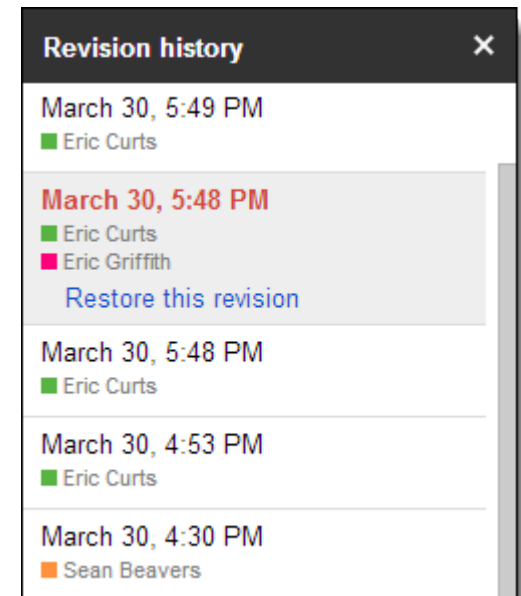 Revision history ×
March 30, 5:49 PM
Eric Curts
March 30, 5:48 PM
Eric Curts
Eric Griffith
Restore this revision
March 30, 5:48 PM
Eric Curts
March 30, 4:53 PM
Eric Curts
March 30, 4:30 PM
Sean Beavers